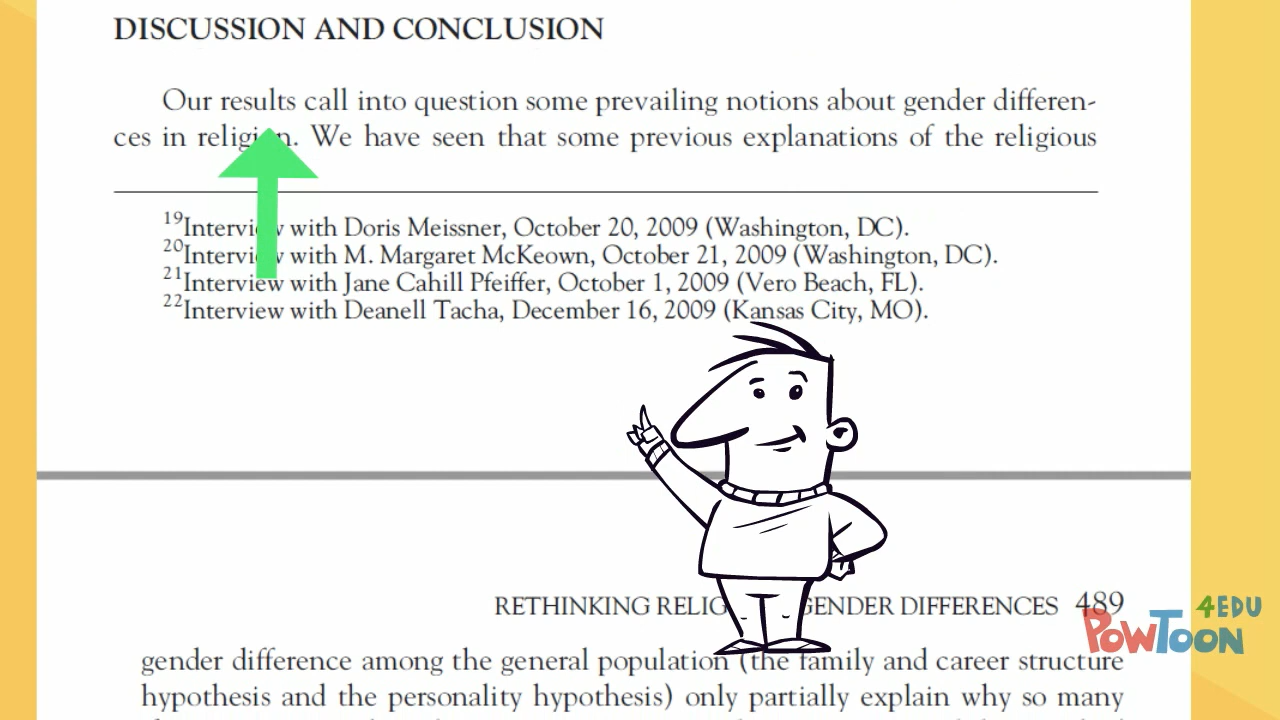 DISCUSSION AND CONCLUSION
Our results call into question some prevailing notions about gender differen-
ces in religion. We have seen that some previous explanations of the religious
19Interview with Doris Meissner, October 20, 2009 (Washington, DC).
20Interview with M. Margaret McKeown, October 21, 2009 (Washington, DC).
21Interview with Jane Cahill Pfeiffer, October 1, 2009 (Vero Beach, FL).
22Interview with Deanell Tacha, December 16, 2009 (Kansas City, MO).
RETHINKING GENDER DIFFERENCES 489
4EDU
POWTOON
gender difference among the general population (the family and career structure
hypothesis and the personality hypothesis) only partially explain why so many